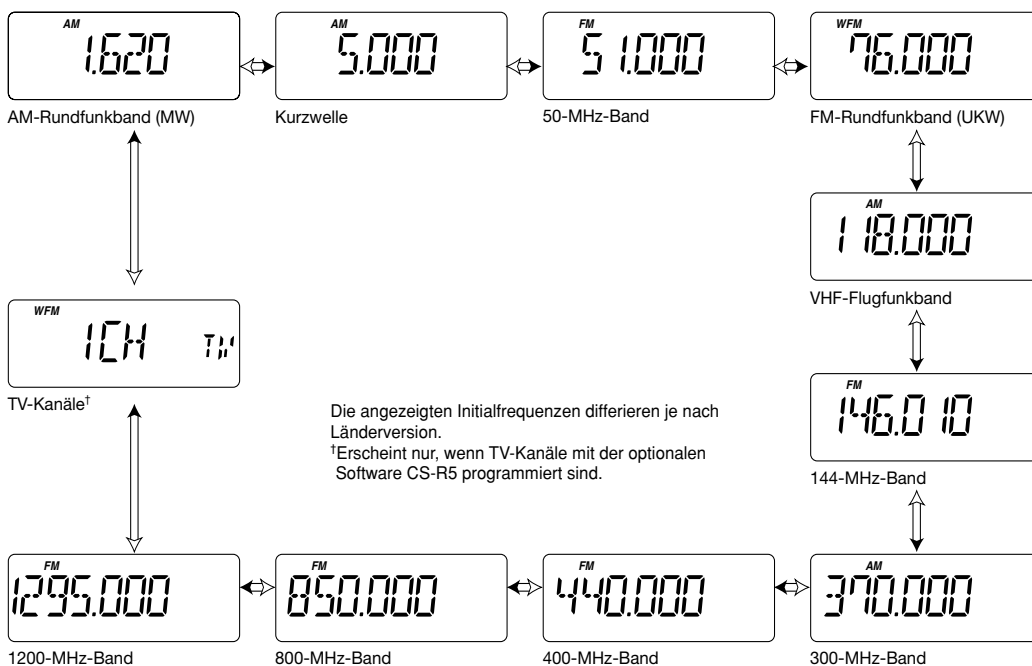 AM
1.620
AM-Rundfunkband (MW)
AM
5.000
Kurzwelle
FM
51.000
50-MHz-Band
WFM
76.000
FM-Rundfunkband (UKW)
AM
118.000
VHF-Flugfunkband
WFM
1CH TV
TV-Kanäle†
FM
146.010
144-MHz-Band
Die angezeigten Initialfrequenzen differieren je nach
Länderversion.
†Erscheint nur, wenn TV-Kanäle mit der optionalen
Software CS-R5 programmiert sind.
FM
1295.000
1200-MHz-Band
FM
850.000
800-MHz-Band
FM
440.000
400-MHz-Band
AM
370.000
300-MHz-Band